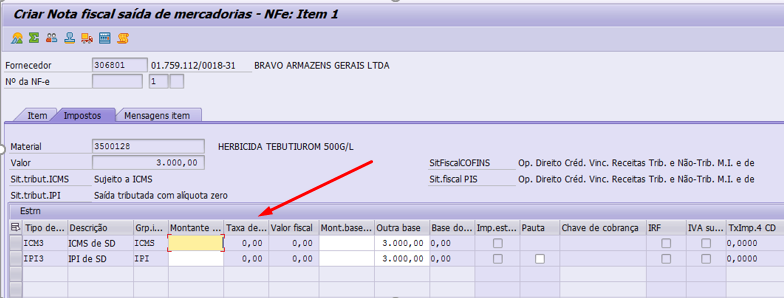 Criar Nota fiscal saída de mercadorias - NFe: Item 1
Fornecedor 306801 01.759.112/0018-31 BRAVO ARMAZENS GERAIS LTDA
Nº da NF-e 1
Item Impostos Mensagens item
Material 3500128 HERBICIDA TEBUTIUROM 500G/L
Valor 3.000,00 SitFiscalCOFINS Op. Direito Créd. Vinc. Receitas Trib. e Não-Trib. M.I. e de
Sit.tribut.ICMS Sujeito a ICMS Sit.fiscal PIS Op. Direito Créd. Vinc. Receitas Trib. e Não-Trib. M.I. e de
Sit.tribut.IPI Saída tributada com alíquota zero
Estrn
Tipo de... Descrição Grp.i... Montante ... Taxa de... Valor fiscal Mont.base... Outra base Base do... Imp.est... Pauta Chave de cobrança IRF IVA su... TxImp.4 CD
ICM3 ICMS de SD ICMS 0,00 0,00 3.000,00 0,00 0,0000
IPI3 IPI de SD IPI 0,00 0,00 3.000,00 0,00 0,0000